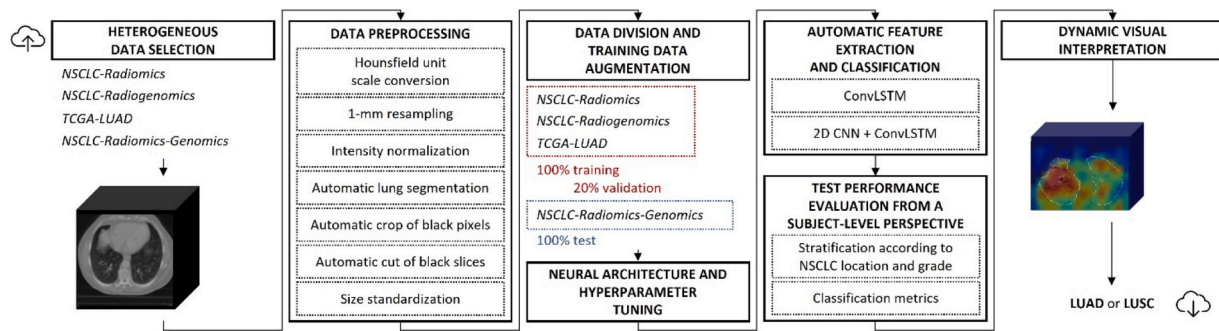 HETEROGENEOUS
DATA SELECTION
NSCLC-Radiomics
NSCLC-Radiogenomics
TCGA-LUAD
NSCLC-Radiomics-Genomics
DATA PREPROCESSING
Hounsfield unit
scale conversion
1-mm resampling
Intensity normalization
Automatic lung segmentation
Automatic crop of black pixels
Automatic cut of black slices
Size standardization
DATA DIVISION AND
TRAINING DATA
AUGMENTATION
NSCLC-Radiomics
NSCLC-Radiogenomics
TCGA-LUAD
100% training
20% validation
NSCLC-Radiomics-Genomics
100% test
NEURAL ARCHITECTURE AND
HYPERPARAMETER
TUNING
AUTOMATIC FEATURE
EXTRACTION
AND CLASSIFICATION
ConvLSTM
2D CNN + ConvLSTM
TEST PERFORMANCE
EVALUATION FROM A
SUBJECT-LEVEL PERSPECTIVE
Stratification according to
NSCLC location and grade
Classification metrics
DYNAMIC VISUAL
INTERPRETATION
LUAD or LUSC